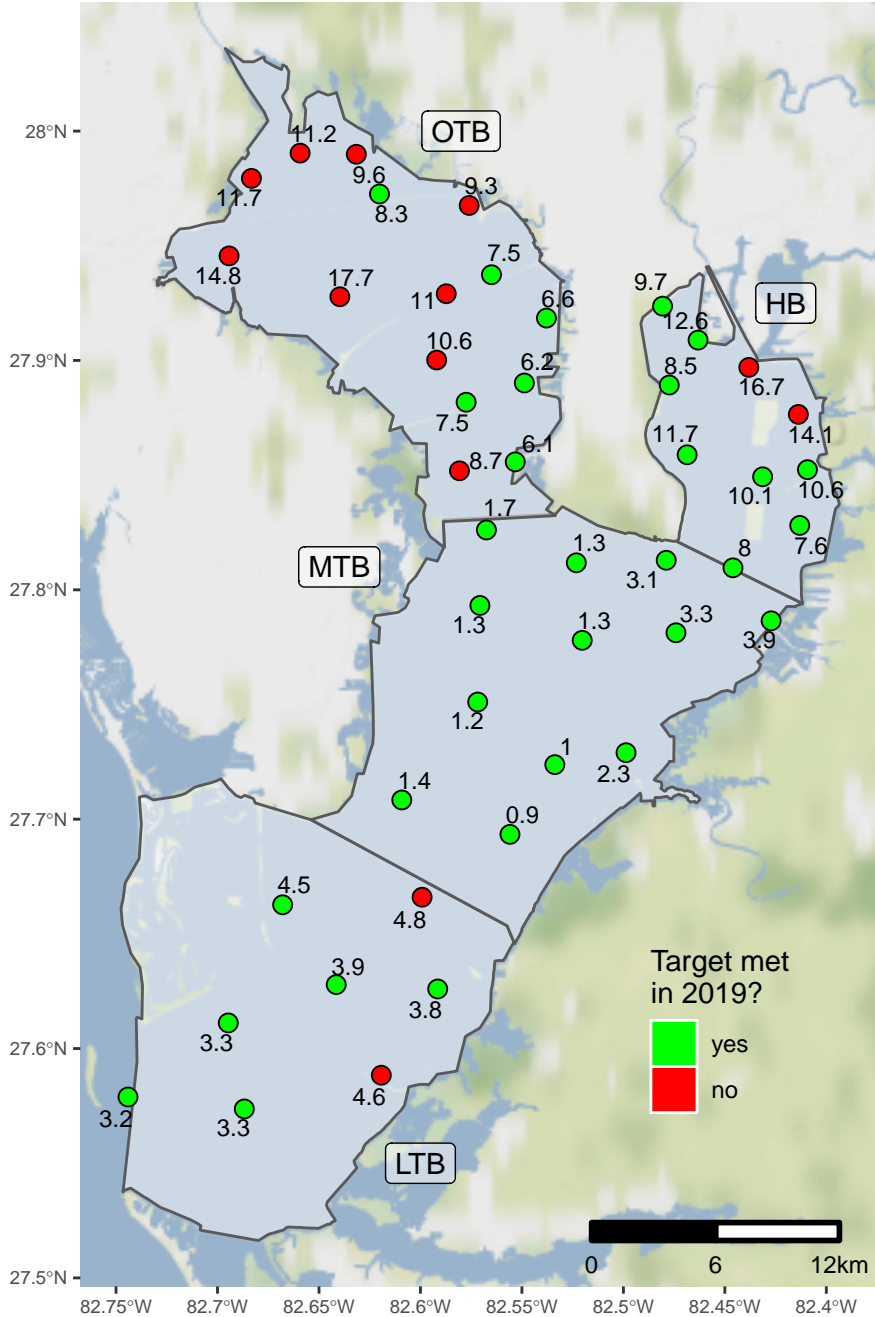 28°N
27.9°N
27.8°N
27.7°N
27.6°N
27.5°N
OTB
11.2
9.6
11.7
8.3
9.3
14.8
17.7
11
7.5
6.6
10.6
6.2
7.5
8.7
6.1
HB
9.7
12.6
8.5
16.7
14.1
11.7
10.1
10.6
7.6
8
MTB
1.7
1.3
3.1
1.3
1.3
3.3
3.9
1.2
1
2.3
1.4
0.9
4.5
4.8
3.9
3.8
3.3
4.6
3.2
3.3
LTB
Target met
in 2019?
yes
no
0 6 12km
82.75°W 82.7°W 82.65°W 82.6°W 82.55°W 82.5°W 82.45°W 82.4°W